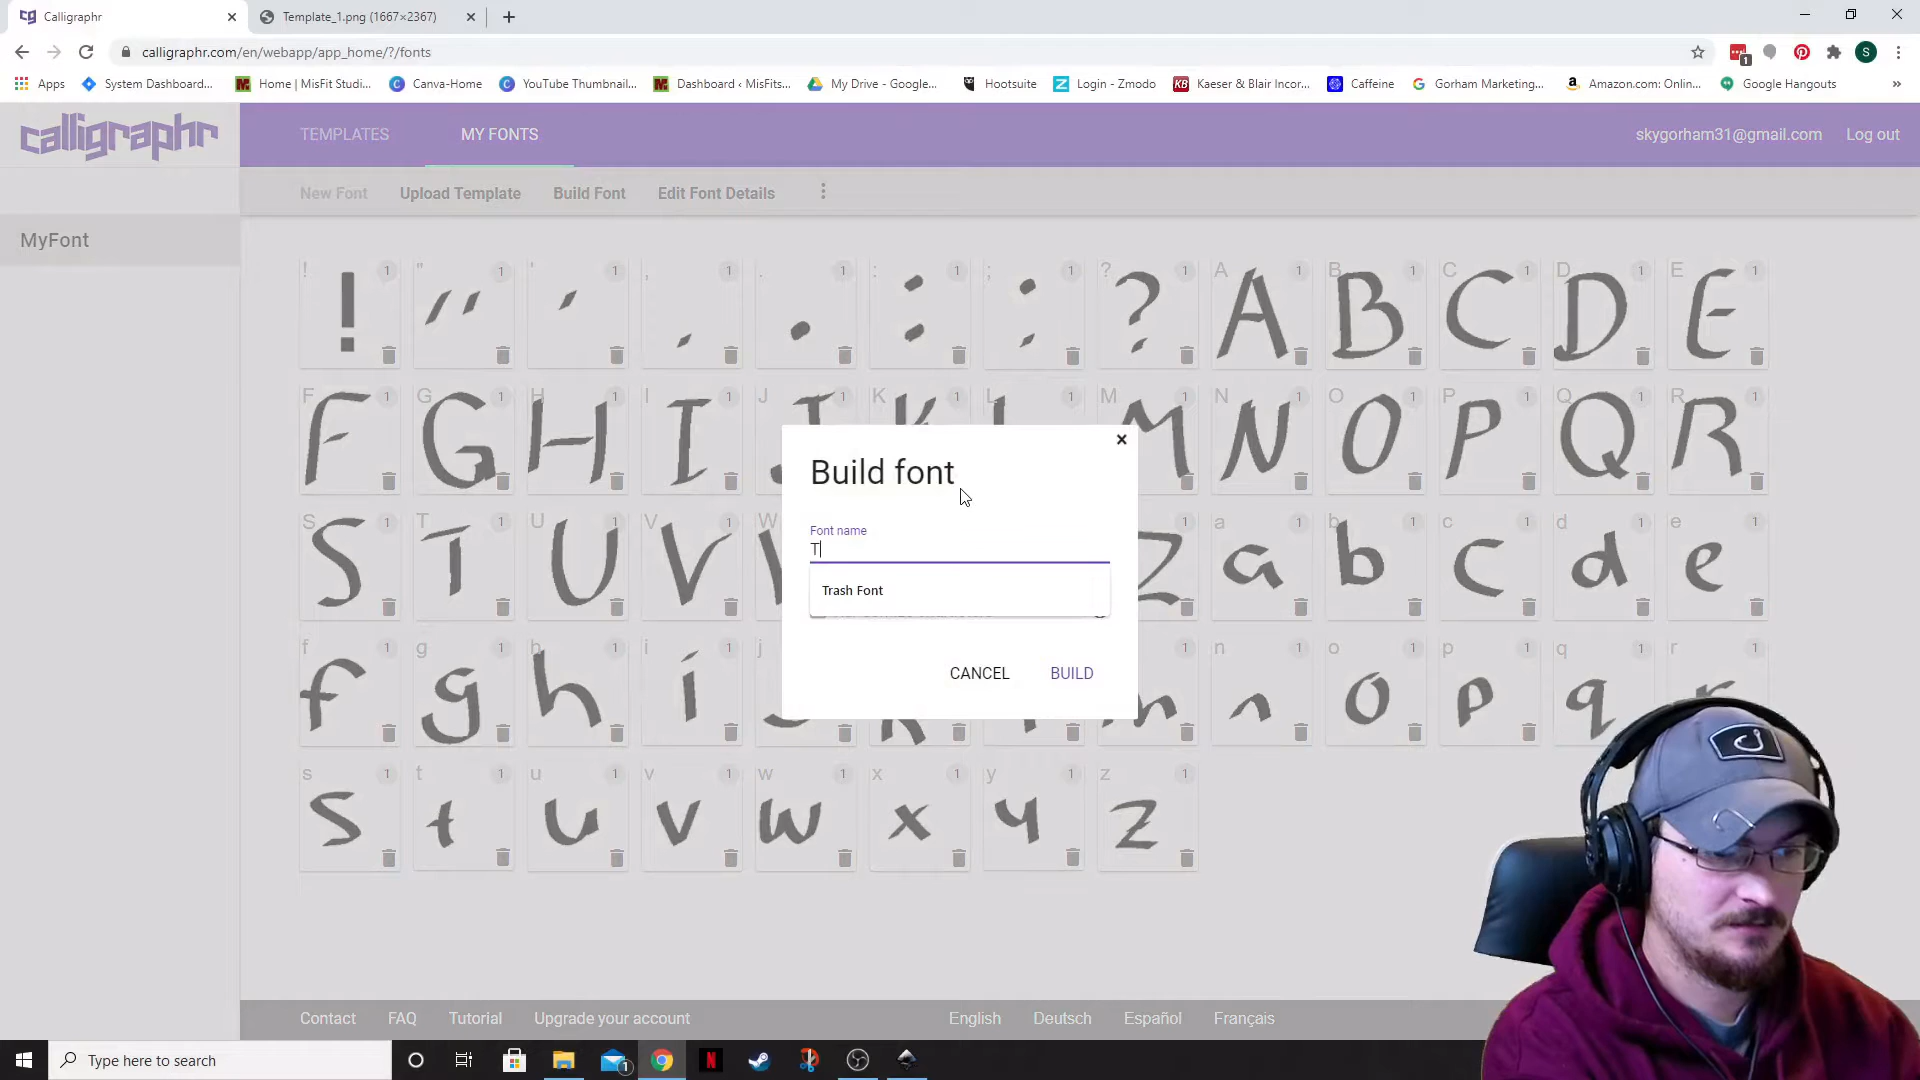 Calligraphr
Template_1.png (1667×2367)
calligraphr.com/en/webapp/app_home/?/fonts
Apps
System Dashboard...
Home | MisFit Studi...
Canva-Home
YouTube Thumbnail...
Dashboard ‹ MisFits...
My Drive - Google...
Hootsuite
Login - Zmodo
Kaeser & Blair Incor...
Caffeine
Gorham Marketing,...
Amazon.com: Onlin...
Google Hangouts
»
calligraphr
TEMPLATES
MY FONTS
skygorham31@gmail.com
Log out
New Font
Upload Template
Build Font
Edit Font Details
MyFont
! " ' , . : ; ? A B C D E
F G H I J K L M N O P Q R
S T U V W Z a b c d e
f g h i j k m n o p q r
s t u v w x y z
Build font
Font name
T
Trash Font
CANCEL
BUILD
Contact
FAQ
Tutorial
Upgrade your account
English
Deutsch
Español
Français
Type here to search